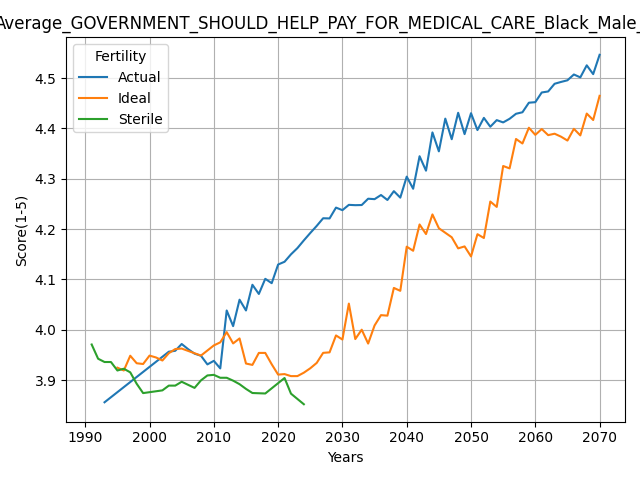 Average_GOVERNMENT_SHOULD_HELP_PAY_FOR_MEDICAL_CARE_Black_Male_
Fertility
Actual
Ideal
Sterile
Score(1-5)
4.5
4.4
4.3
4.2
4.1
4.0
3.9
1990 2000 2010 2020 2030 2040 2050 2060 2070
Years